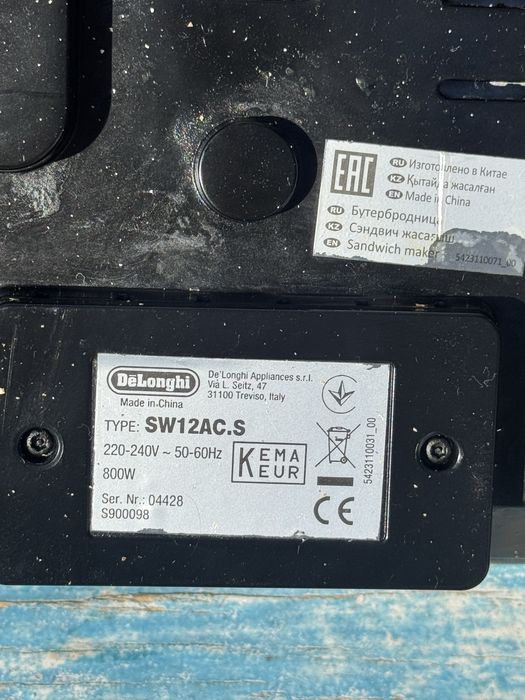 EAC
RU Изготовлено в Китае
KZ Қытайда жасалған
EN Made in China
RU Бутербродница
KZ Сэндвич жасағыш
EN Sandwich maker 5423110071_00
DeLonghi
Made in China
De'Longhi Appliances s.r.l.
Via L. Seitz, 47
31100 Treviso, Italy
TYPE: SW12AC.S
220-240V ~ 50-60Hz
800W
KEMA
KEUR
Ser. Nr.: 04428
S900098
CE
5423110031_00